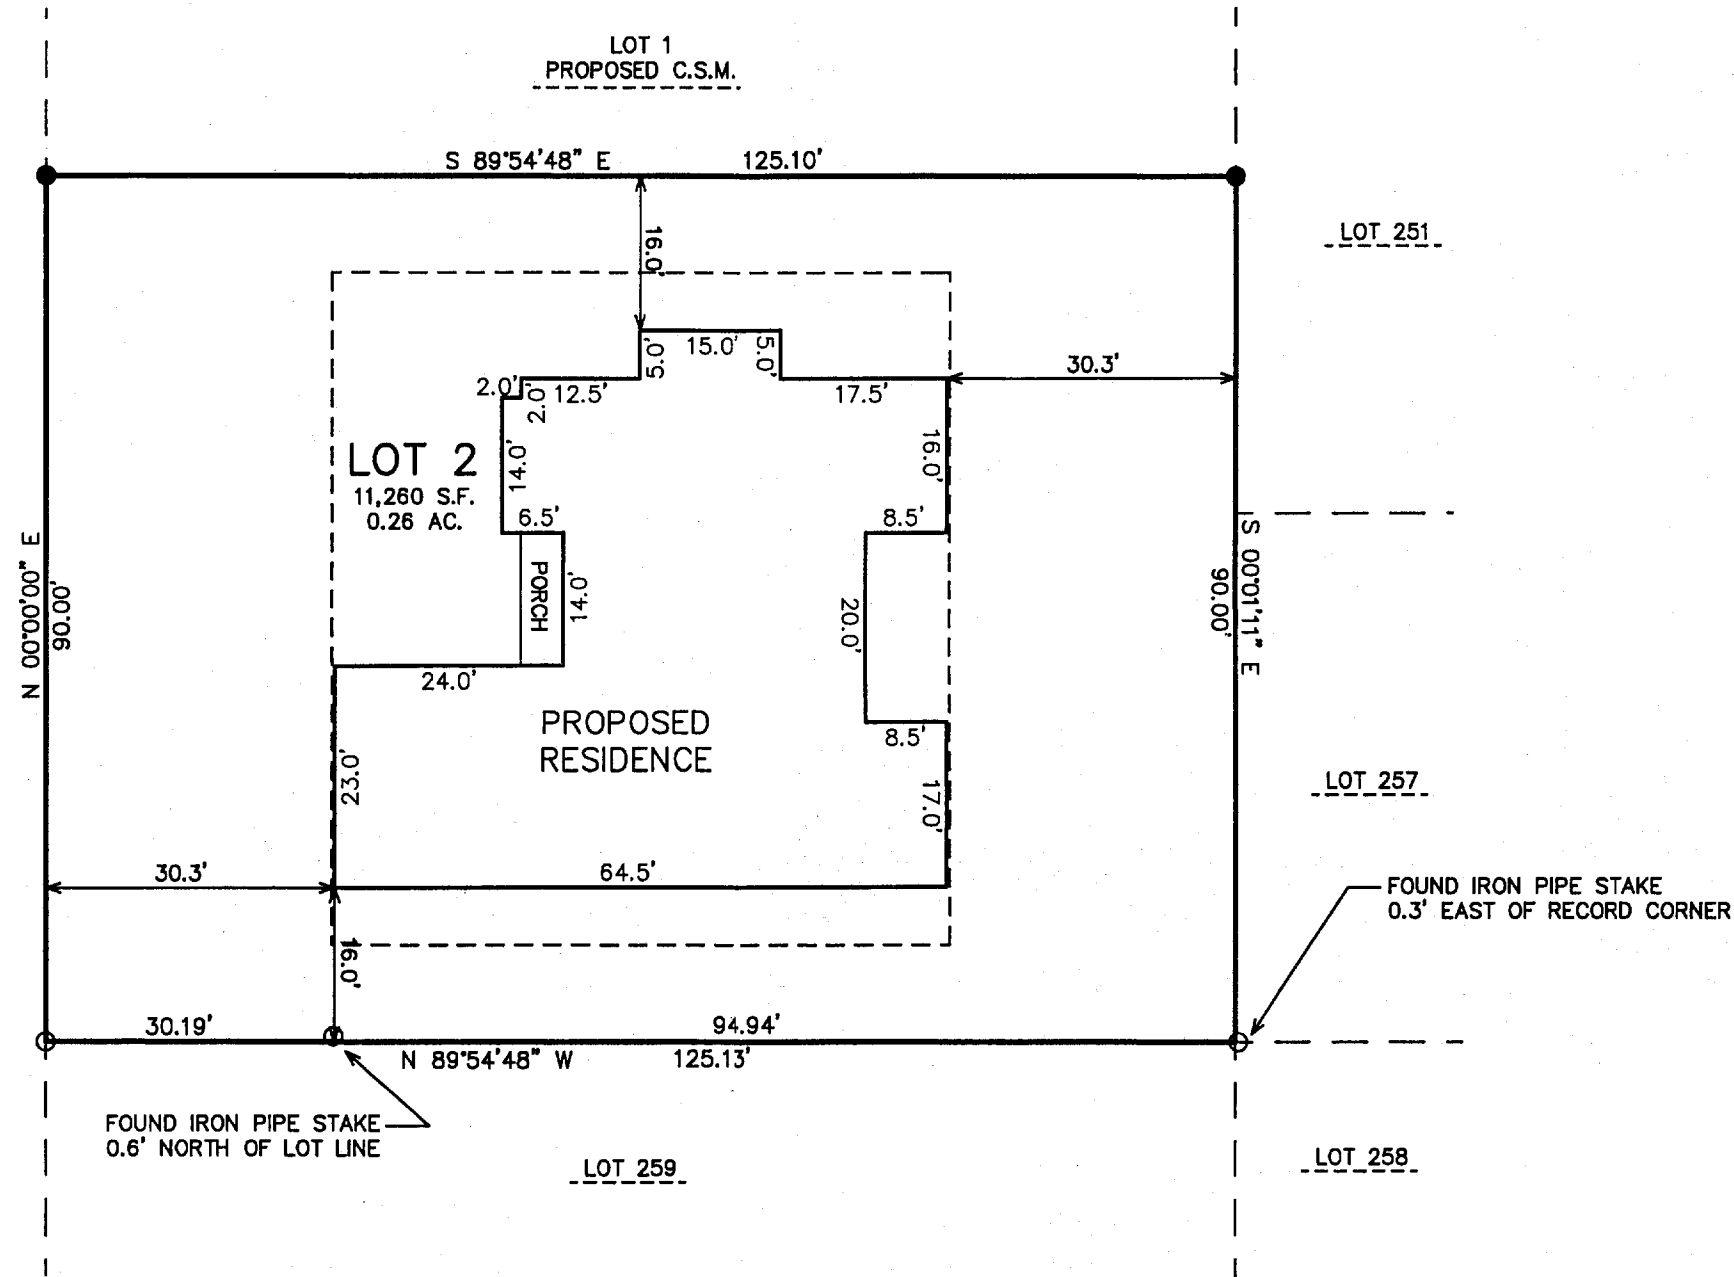 LOT 1
PROPOSED C.S.M.
S 89°54'48" E
125.10'
16.0'
LOT 251
15.0'
5.0'
5.0'
30.3'
2.0'
2.0'
12.5'
17.5'
LOT 2
11,260 S.F.
0.26 AC.
14.0'
16.0'
6.5'
8.5'
N 00°00'00" E
90.00'
PORCH
14.0'
20.0'
S 00°01'11" E
90.00'
24.0'
PROPOSED
RESIDENCE
8.5'
23.0'
17.0'
LOT 257
30.3'
64.5'
FOUND IRON PIPE STAKE
0.3' EAST OF RECORD CORNER
16.0'
30.19'
94.94'
N 89°54'48" W
125.13'
FOUND IRON PIPE STAKE
0.6' NORTH OF LOT LINE
LOT 259
LOT 258